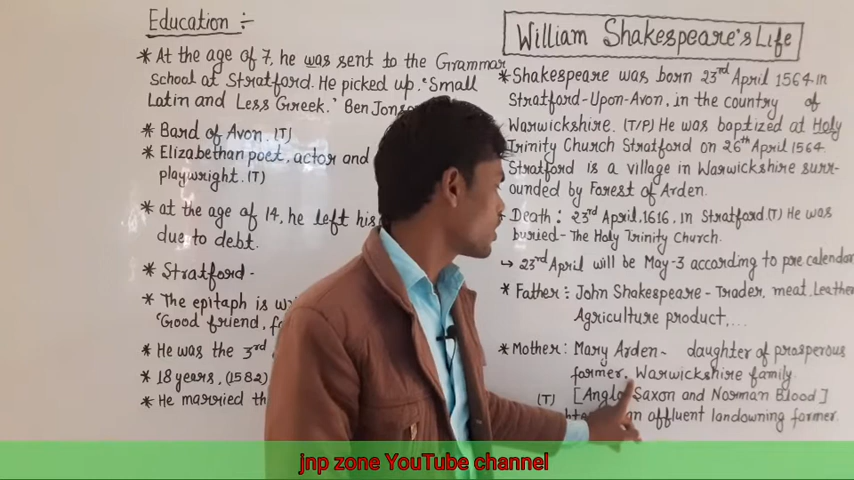 Education :-
* At the age of 7, he was sent to the Grammar
School at Stratford. He picked up. 'Small
Latin and Less Greek.' Ben Jonso
* Bard of Avon. (T)
* Elizabethan poet, actor and
playwright. (T)
* at the age of 14, he left his
due to debt.
* Stratford -
* The epitaph is w
'Good friend, f
* He was the 3rd
* 18 years, (1582)
* He married th
William Shakespeare's Life
* Shakespeare was born 23rd April 1564. in
Stratford-Upon-Avon, in the country of
Warwickshire. (T/P) He was baptized at Holy
Trinity Church Stratford on 26th April 1564.
Stratford is a village in Warwickshire surr-
ounded by Forest of Arden.
Death : 23rd April, 1616, in Stratford. (T) He was
buried - The Holy Trinity Church.
↳ 23rd April will be May-3 according to pre calendar
* Father : John Shakespeare - Trader, meat, Leather
Agriculture product, ...
* Mother : Mary Arden - daughter of prosperous
farmer. Warwickshire family.
(T) [Anglo Saxon and Norman Blood]
an affluent landowning farmer.
jnp zone YouTube channel